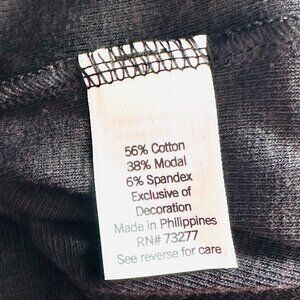 56% Cotton
38% Modal
6% Spandex
Exclusive of
Decoration
Made in Philippines
RN# 73277
See reverse for care